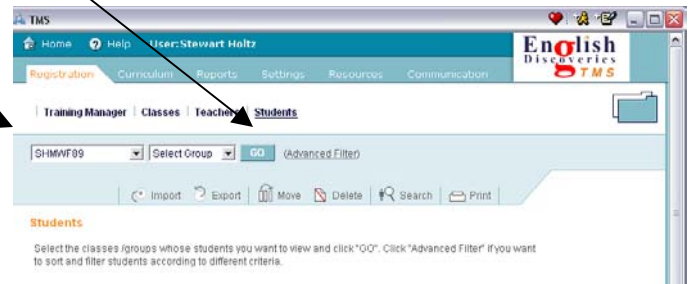 TMS
Home Help User:Stewart Holtz
English
Discoveries
TMS
Registration Curriculum Reports Settings Resources Communication
Training Manager | Classes | Teachers | Students
SHMWF89 Select Group GO (Advanced Filter)
Import Export Move Delete Search Print
Students
Select the classes /groups whose students you want to view and click "GO". Click "Advanced Filter" if you want
to sort and filter students according to different criteria.